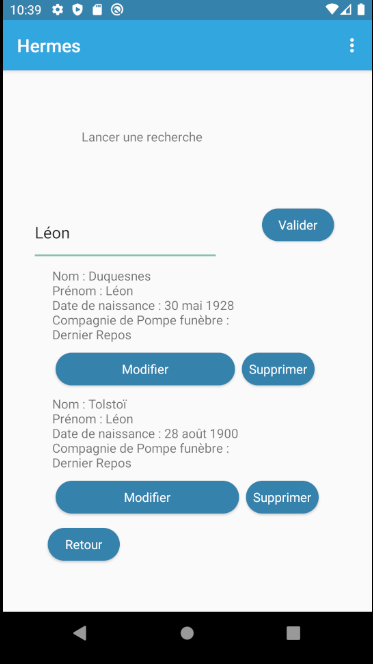 10:39
Hermes
Lancer une recherche
Léon
Valider
Nom : Duquesnes
Prénom : Léon
Date de naissance : 30 mai 1928
Compagnie de Pompe funèbre :
Dernier Repos
Modifier
Supprimer
Nom : Tolstoï
Prénom : Léon
Date de naissance : 28 août 1900
Compagnie de Pompe funèbre :
Dernier Repos
Modifier
Supprimer
Retour